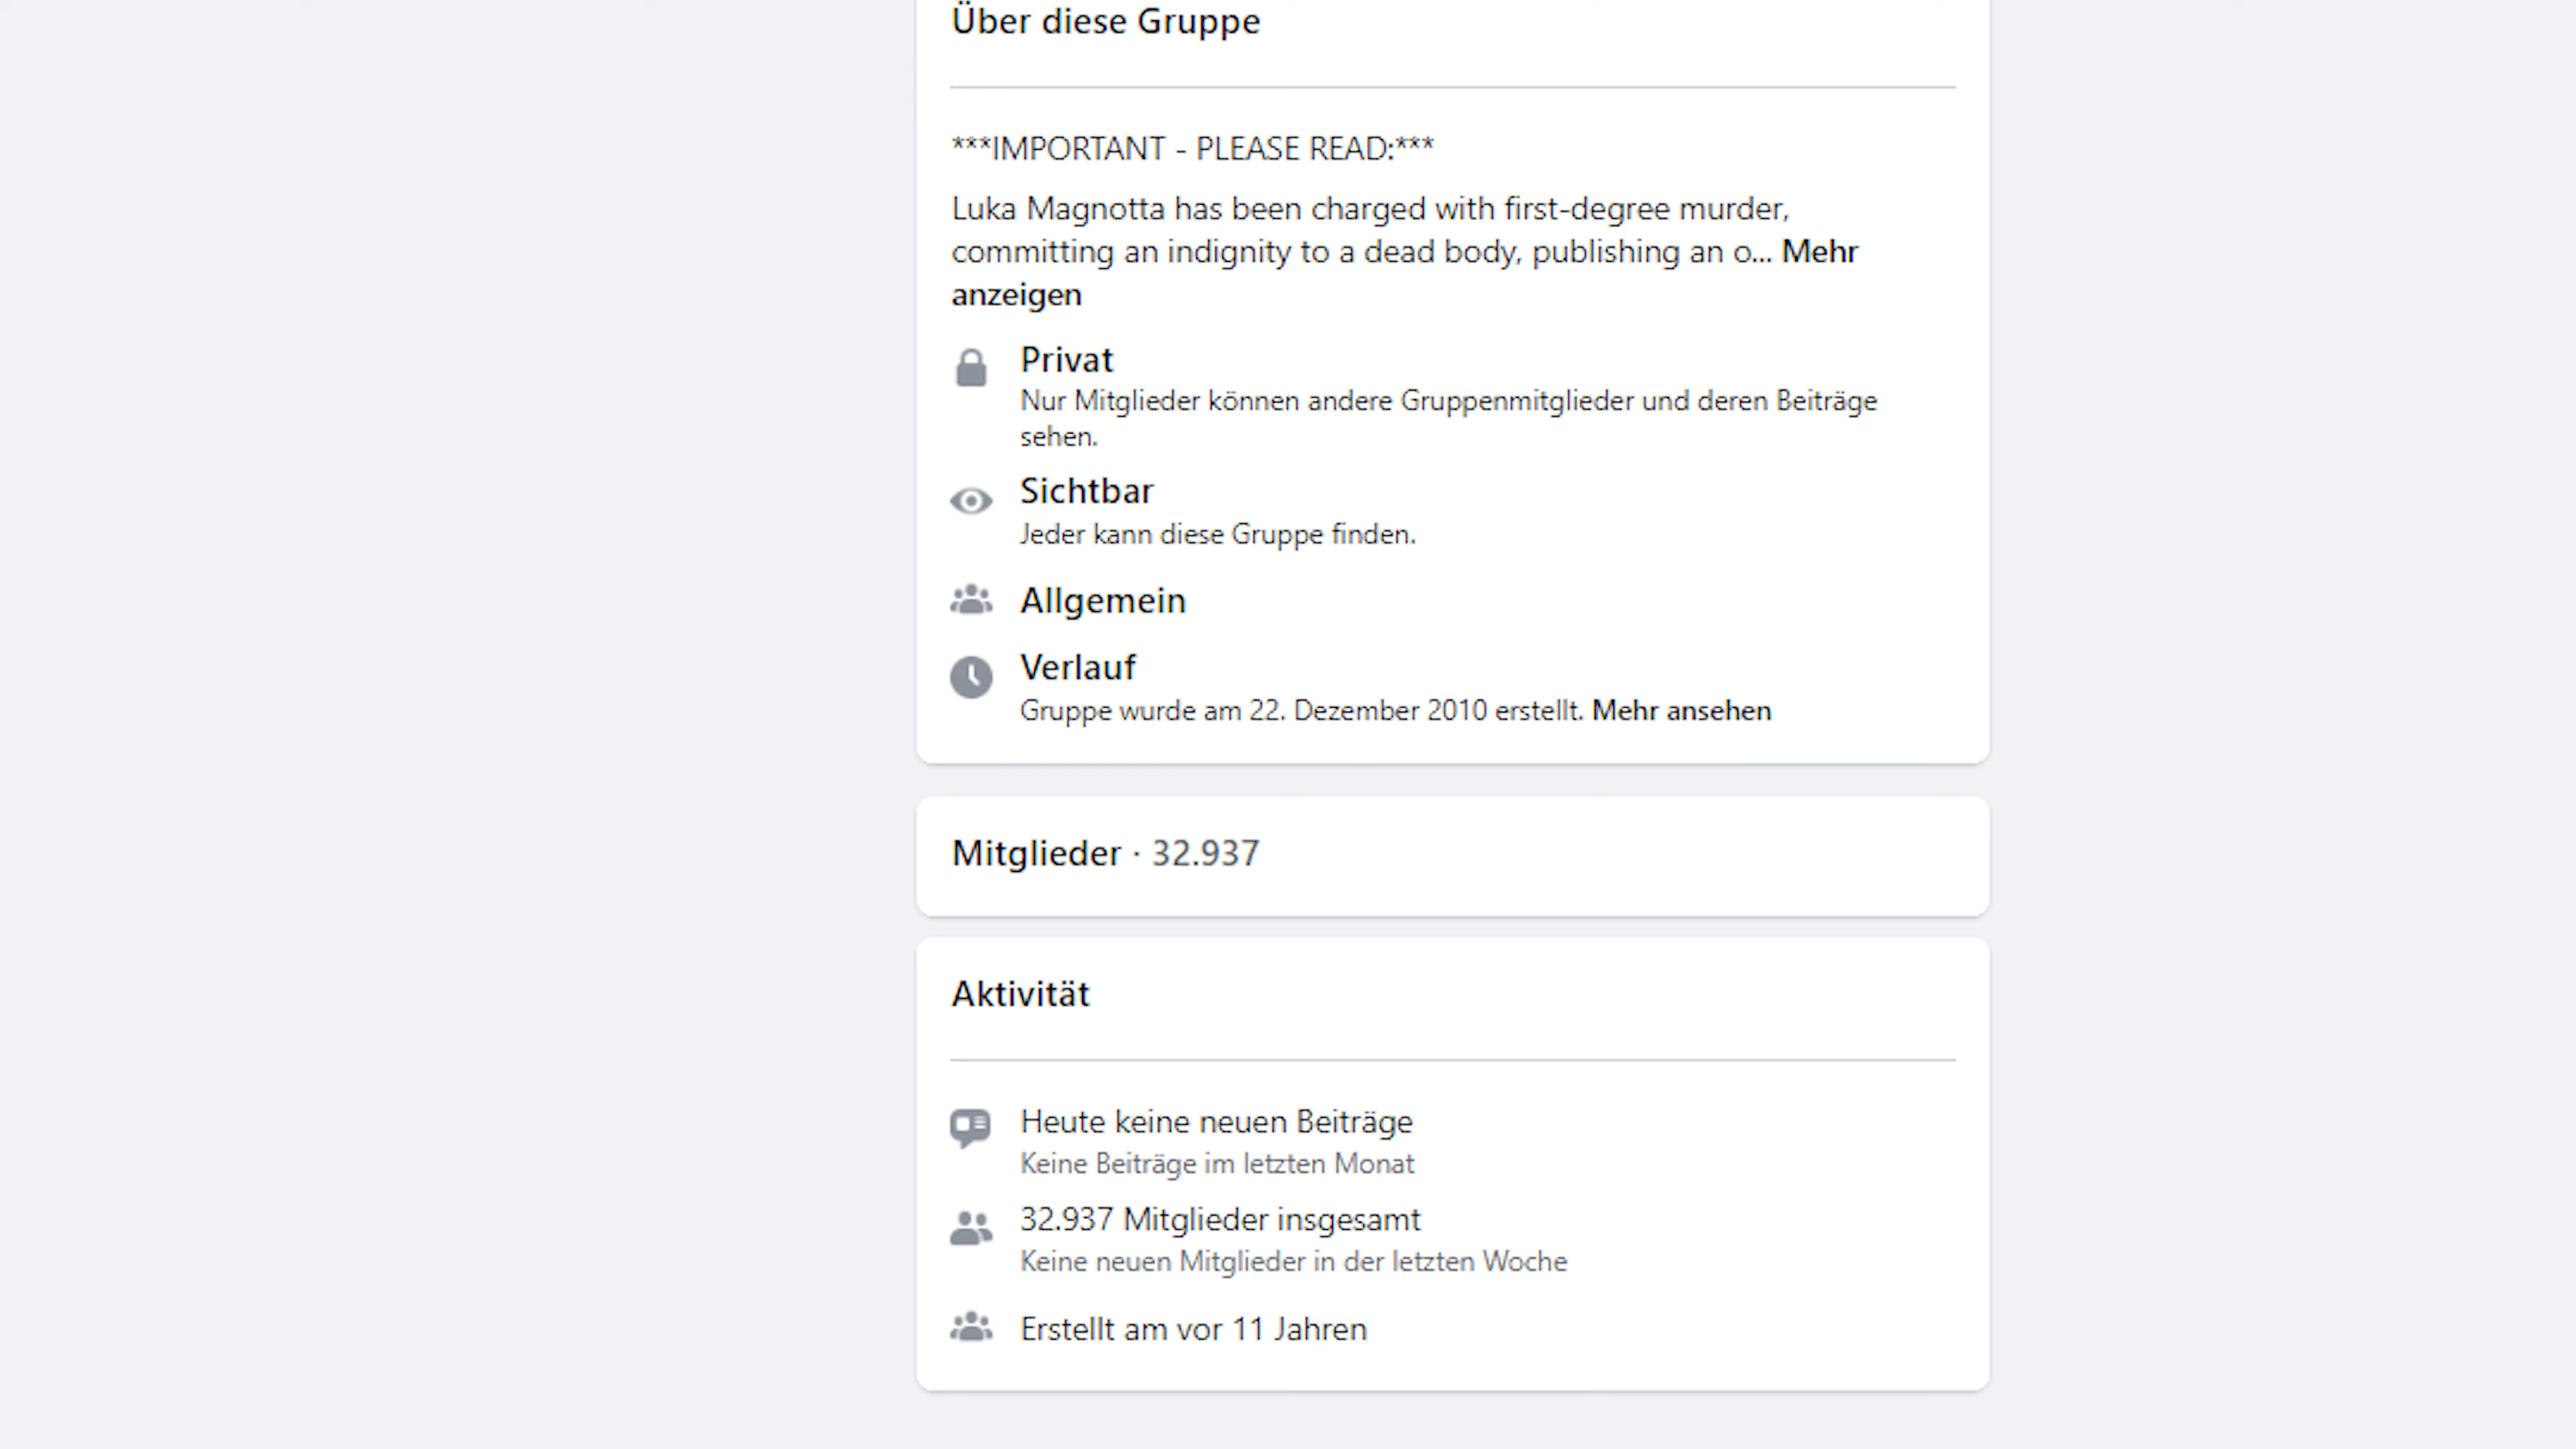 Über diese Gruppe
***IMPORTANT - PLEASE READ:***
Luka Magnotta has been charged with first-degree murder,
committing an indignity to a dead body, publishing an o... Mehr
anzeigen
Privat
Nur Mitglieder können andere Gruppenmitglieder und deren Beiträge
sehen.
Sichtbar
Jeder kann diese Gruppe finden.
Allgemein
Verlauf
Gruppe wurde am 22. Dezember 2010 erstellt. Mehr ansehen
Mitglieder · 32.937
Aktivität
Heute keine neuen Beiträge
Keine Beiträge im letzten Monat
32.937 Mitglieder insgesamt
Keine neuen Mitglieder in der letzten Woche
Erstellt am vor 11 Jahren